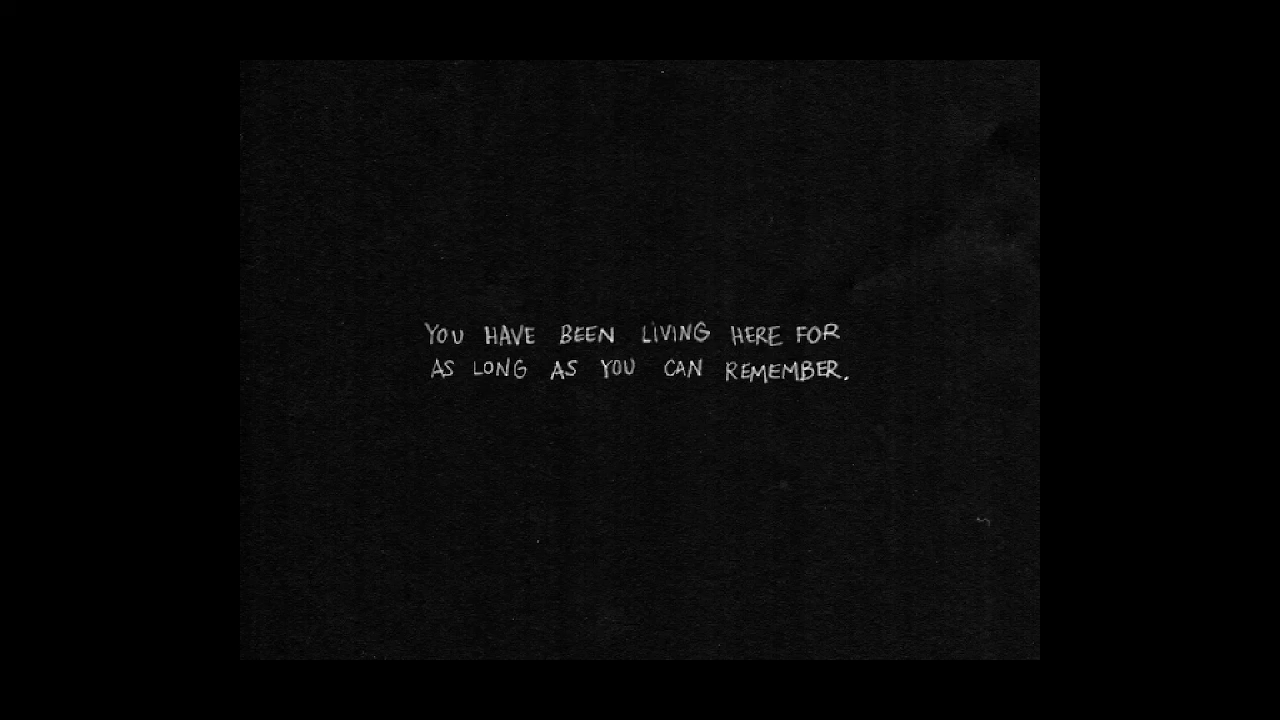 YOU HAVE BEEN LIVING HERE FOR
AS LONG AS YOU CAN REMEMBER.